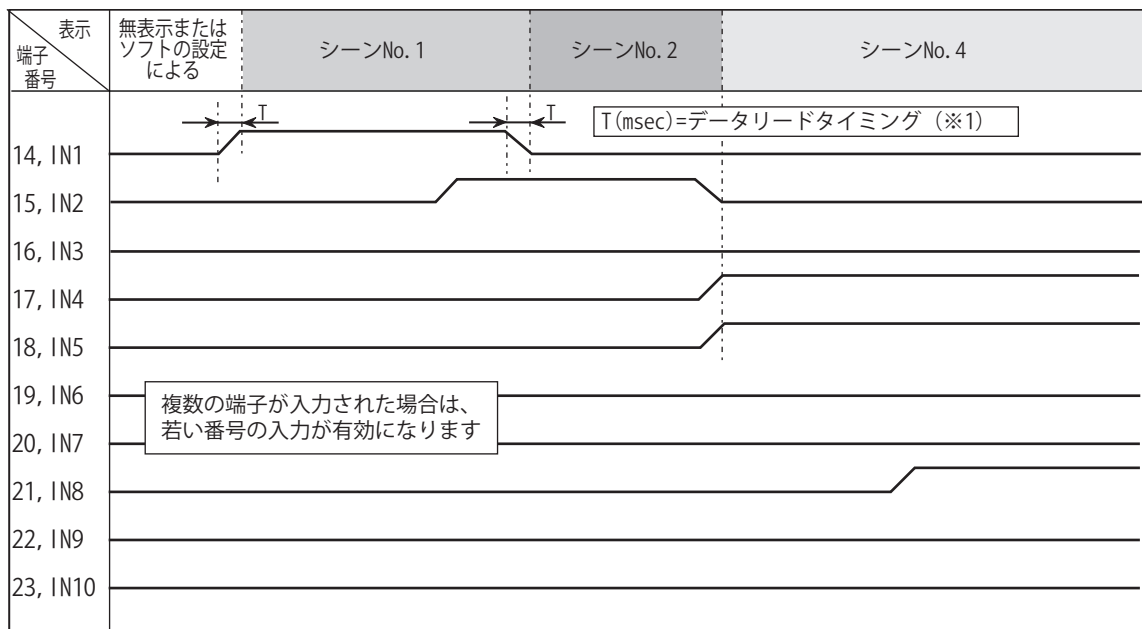 表示
端子
番号
無表示または
ソフトの設定
による
シーンNo. 1
シーンNo. 2
シーンNo. 4
T
T
T(msec)=データリードタイミング（※1）
14, IN1
15, IN2
16, IN3
17, IN4
18, IN5
19, IN6
複数の端子が入力された場合は、
若い番号の入力が有効になります
20, IN7
21, IN8
22, IN9
23, IN10